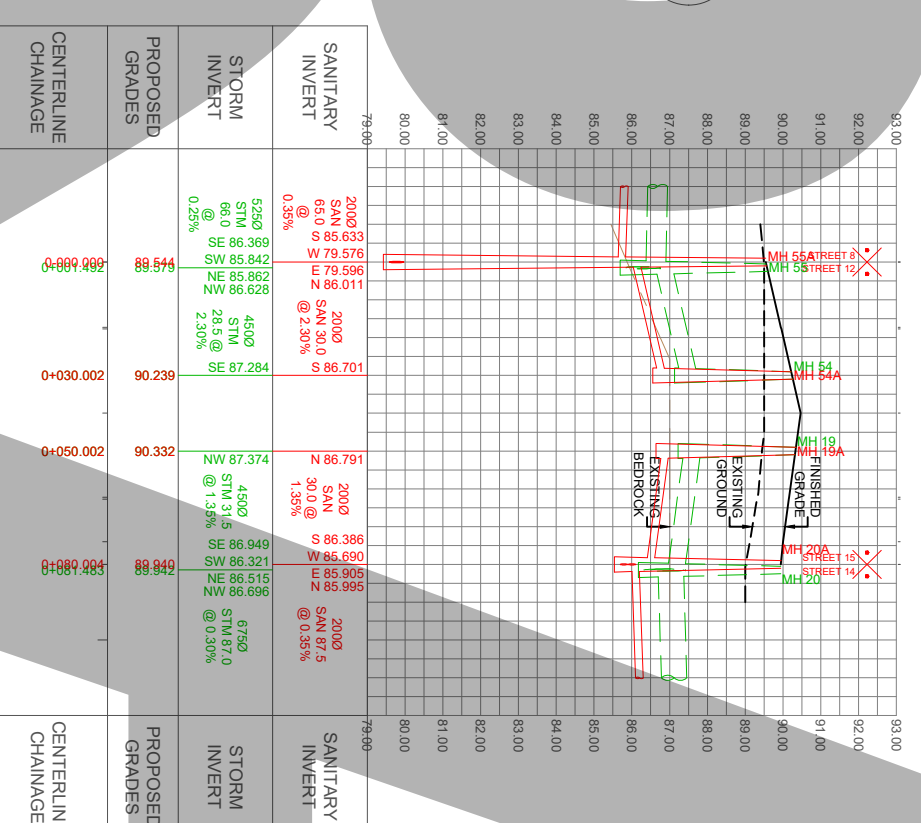 CENTERLINE
CHAINAGE
PROPOSED
GRADES
STORM
INVERT
SANITARY
INVERT
79.00
80.00
81.00
82.00
83.00
84.00
85.00
86.00
87.00
88.00
89.00
90.00
91.00
92.00
93.00
525Ø
STM
66.0
@
0.25%
200Ø
SAN
65.0
@
0.35%
SE 86.369
SW 85.842
NE 85.862
NW 86.628
S 85.633
W 79.576
E 79.596
N 86.011
0-000.000
0+001.492
89.544
89.579
MH 55A
MH 55
STREET 8
STREET 12
450Ø
STM
28.5 @
2.30%
200Ø
SAN 30.0
@ 2.30%
0+030.002
90.239
SE 87.284
S 86.701
MH 54
MH 54A
0+050.002
90.332
NW 87.374
N 86.791
MH 19
MH 19A
EXISTING
BEDROCK
EXISTING
GROUND
FINISHED
GRADE
450Ø
STM 31.5
@ 1.35%
200Ø
SAN
30.0 @
1.35%
SE 86.949
SW 86.321
NE 86.515
NW 86.696
S 86.386
W 85.690
E 85.905
N 85.995
0+080.004
0+081.483
89.940
89.942
MH 20A
MH 20
STREET 15
STREET 14
675Ø
STM 87.0
@ 0.30%
200Ø
SAN 87.5
@ 0.35%
79.00
80.00
81.00
82.00
83.00
84.00
85.00
86.00
87.00
88.00
89.00
90.00
91.00
92.00
93.00
CENTERLIN
CHAINAGE
PROPOSED
GRADES
STORM
INVERT
SANITARY
INVERT